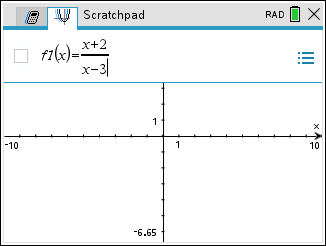 Scratchpad RAD
f1(x)=x+2/x-3
1
x
-10 1 10
-6.65